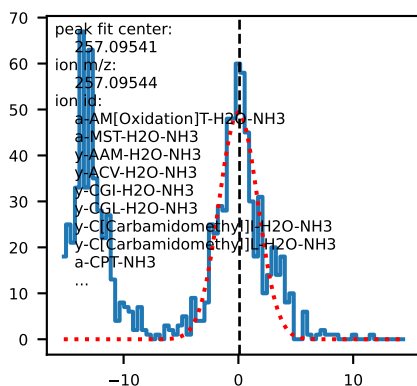 peak fit center:
257.09541
ion m/z:
257.09544
ion id:
a-AM[Oxidation]T-H2O-NH3
a-MST-H2O-NH3
y-AAM-H2O-NH3
y-ACV-H2O-NH3
y-CGI-H2O-NH3
y-CGL-H2O-NH3
y-C[Carbamidomethyl]I-H2O-NH3
y-C[Carbamidomethyl]L-H2O-NH3
a-CPT-NH3
...
70
60
50
40
30
20
10
0
−10 0 10